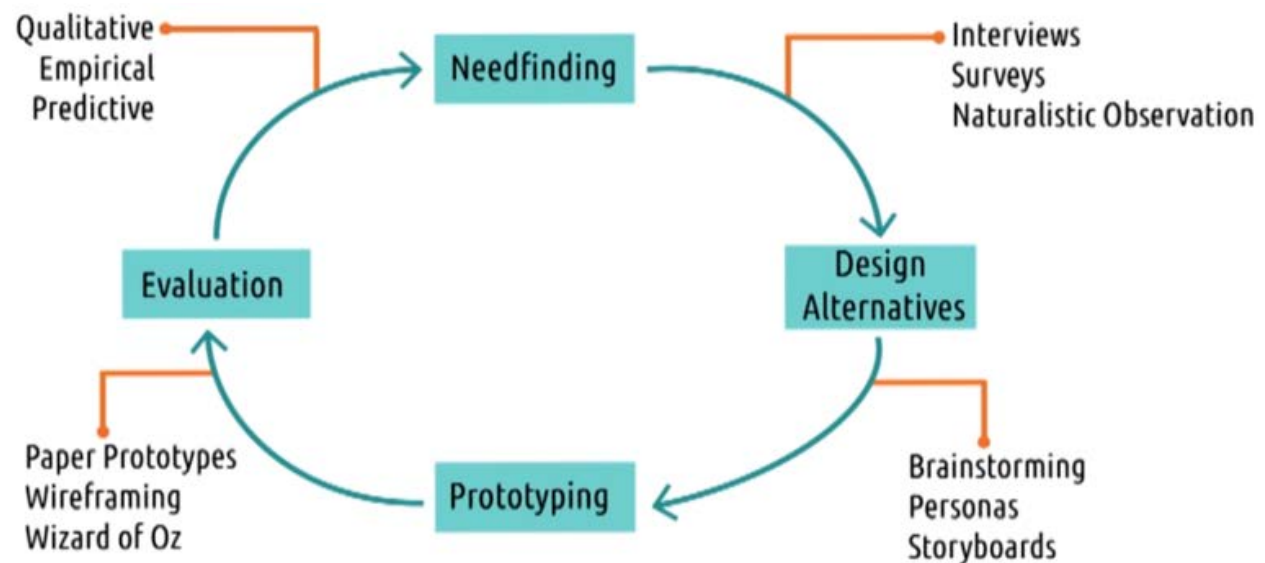 Qualitative
Empirical
Predictive
Needfinding
Interviews
Surveys
Naturalistic Observation
Evaluation
Design
Alternatives
Paper Prototypes
Wireframing
Wizard of Oz
Prototyping
Brainstorming
Personas
Storyboards